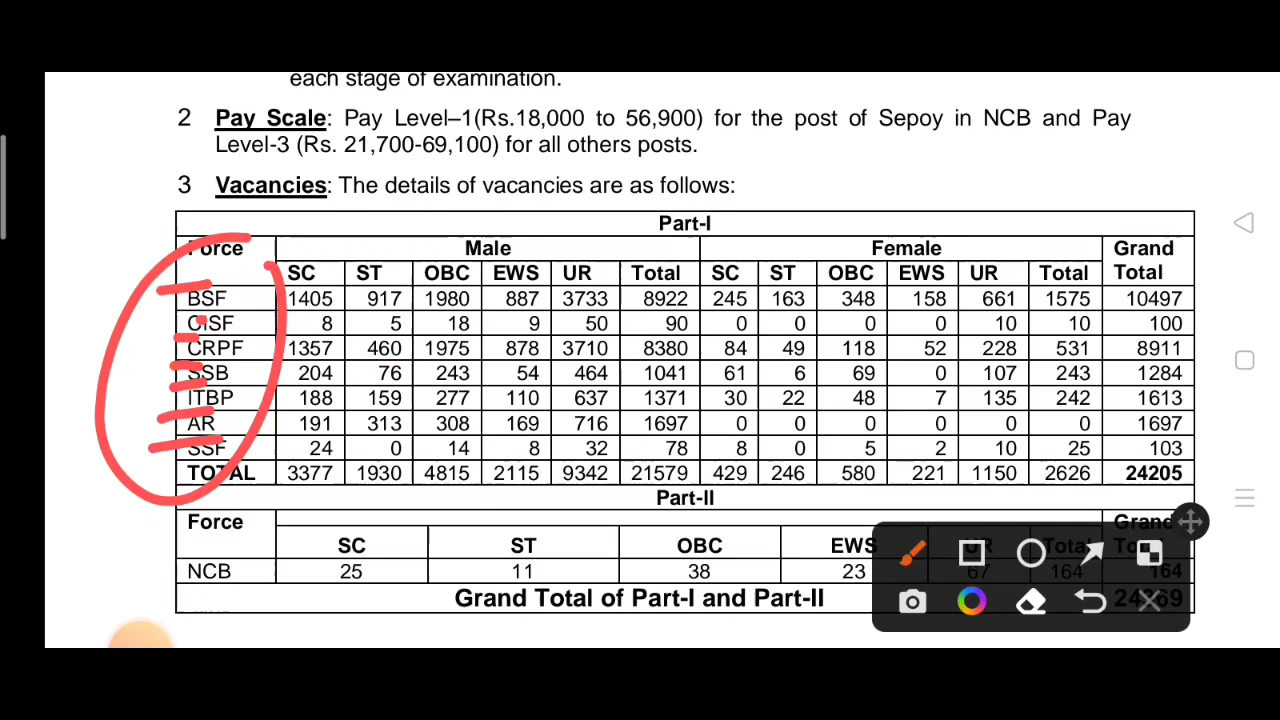 each stage of examination.
2 Pay Scale: Pay Level–1(Rs.18,000 to 56,900) for the post of Sepoy in NCB and Pay
Level-3 (Rs. 21,700-69,100) for all others posts.
3 Vacancies: The details of vacancies are as follows:
Part-I
Force Male Female Grand
SC ST OBC EWS UR Total SC ST OBC EWS UR Total Total
BSF 1405 917 1980 887 3733 8922 245 163 348 158 661 1575 10497
CISF 8 5 18 9 50 90 0 0 0 0 10 10 100
CRPF 1357 460 1975 878 3710 8380 84 49 118 52 228 531 8911
SSB 204 76 243 54 464 1041 61 6 69 0 107 243 1284
ITBP 188 159 277 110 637 1371 30 22 48 7 135 242 1613
AR 191 313 308 169 716 1697 0 0 0 0 0 0 1697
SSF 24 0 14 8 32 78 8 0 5 2 10 25 103
TOTAL 3377 1930 4815 2115 9342 21579 429 246 580 221 1150 2626 24205
Part-II
Force Grand
SC ST OBC EWS UR Total Total
NCB 25 11 38 23 67 164 164
Grand Total of Part-I and Part-II